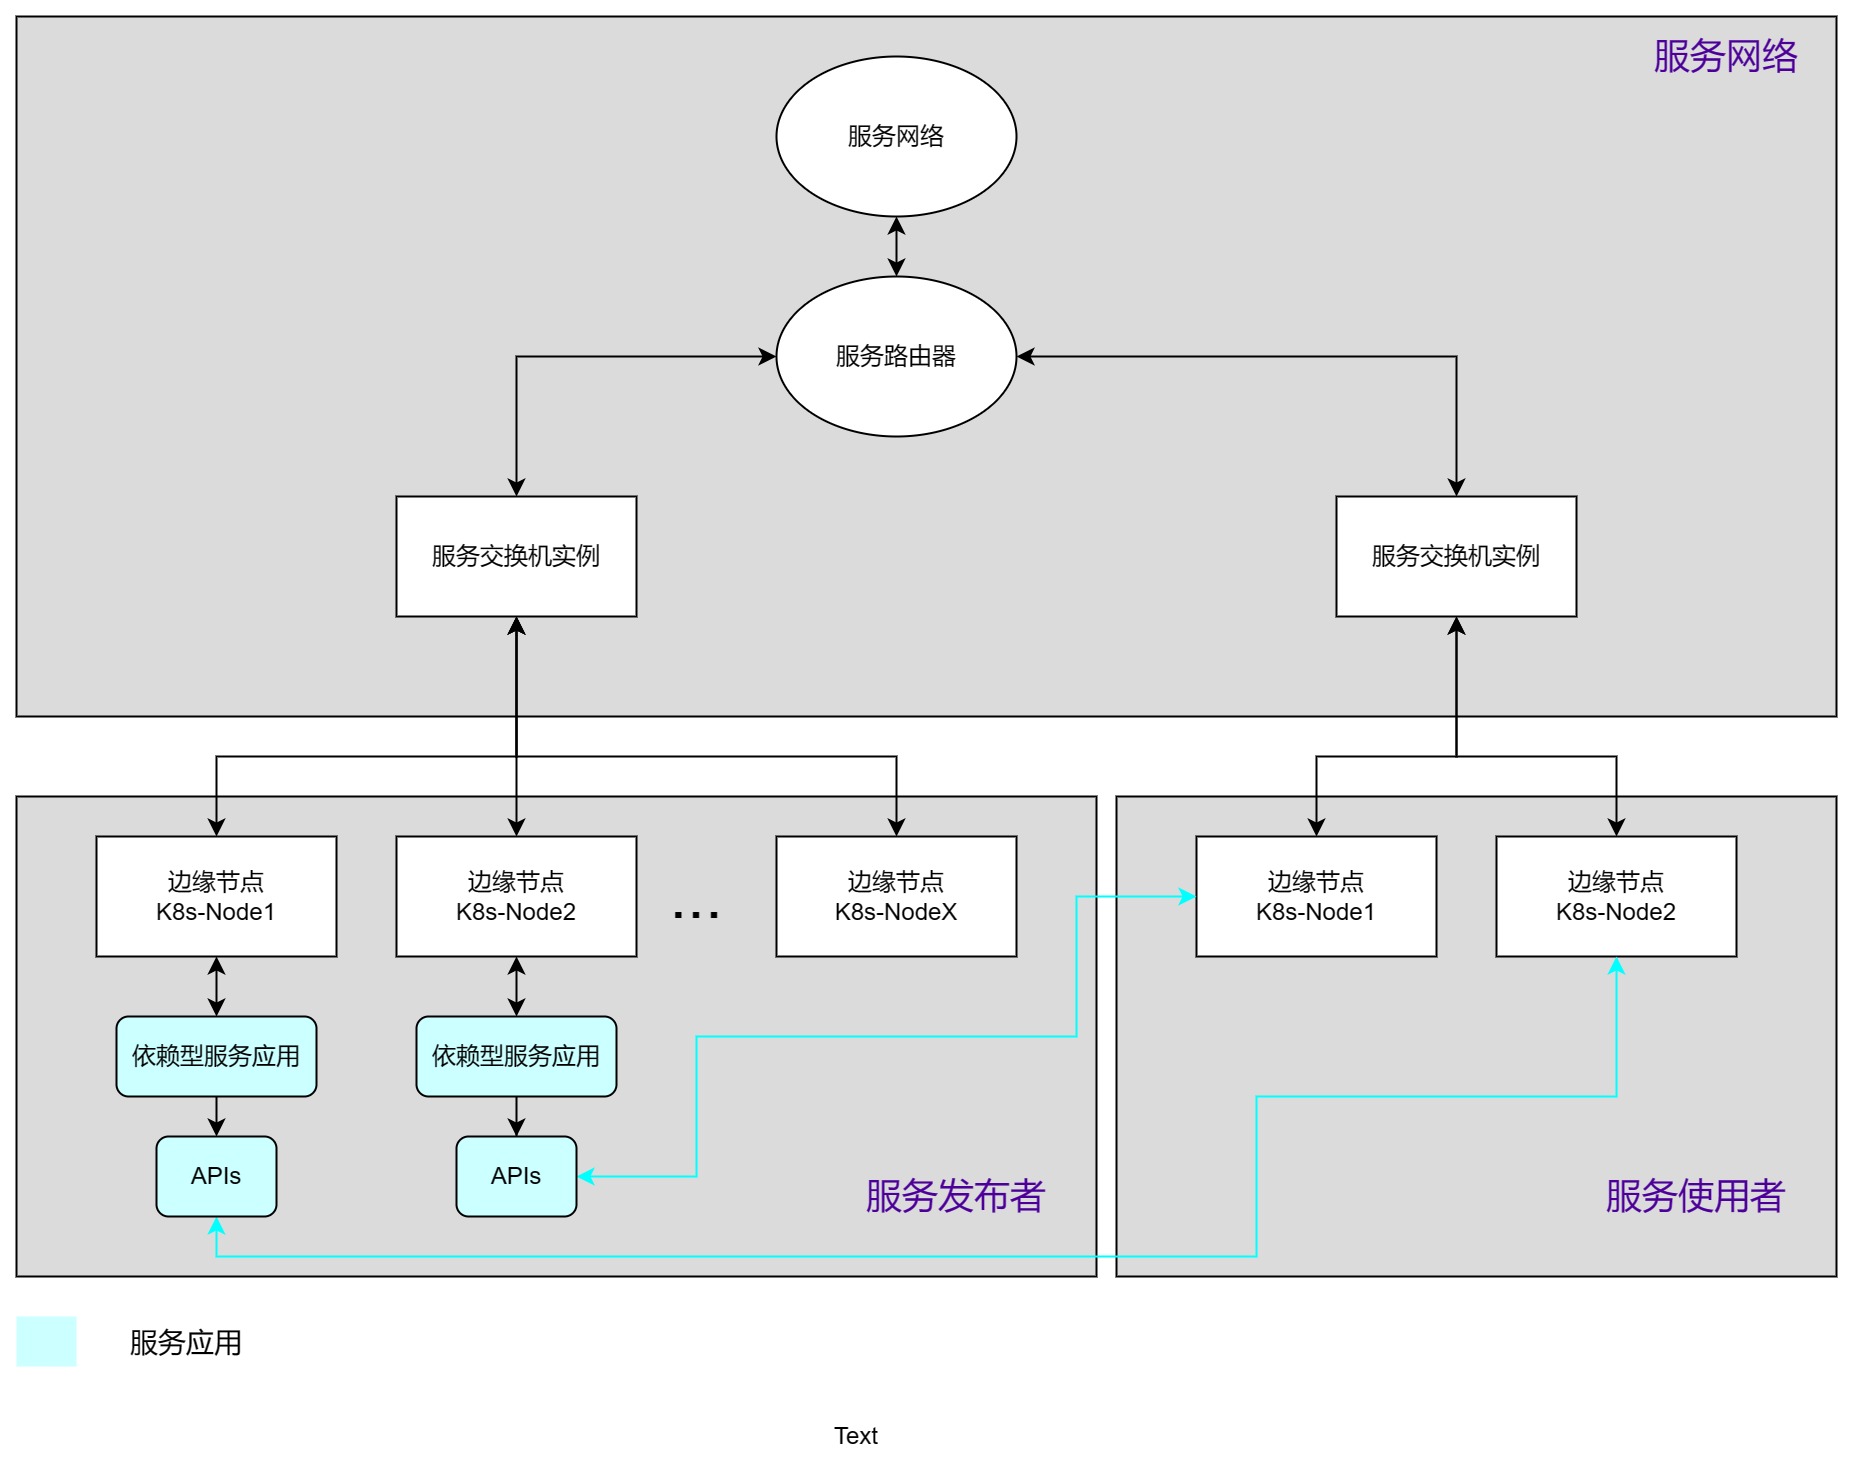 服务网络
服务网络
服务路由器
服务交换机实例
服务交换机实例
边缘节点
K8s-Node1
边缘节点
K8s-Node2
...
边缘节点
K8s-NodeX
边缘节点
K8s-Node1
边缘节点
K8s-Node2
依赖型服务应用
依赖型服务应用
APIs
APIs
服务发布者
服务使用者
服务应用
Text